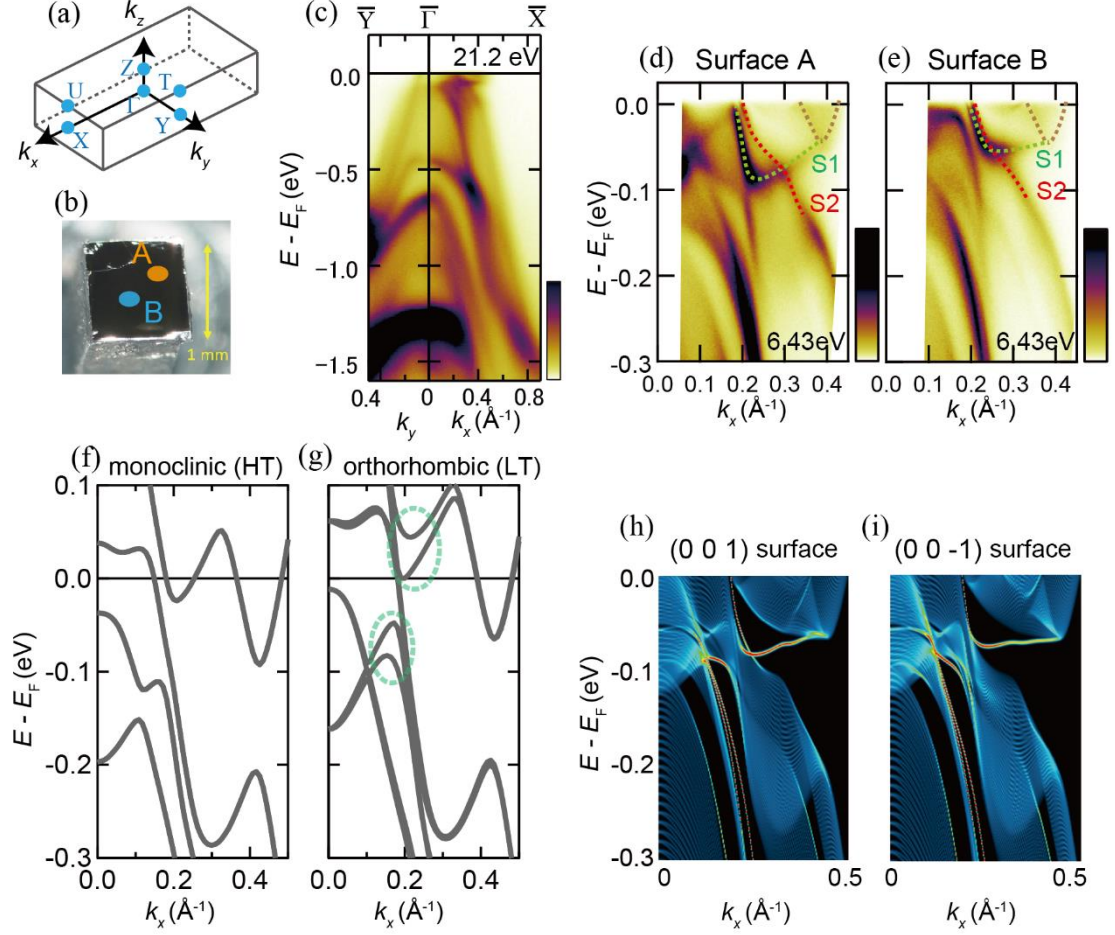 (a)
k_z
Z
T
U
Γ
X
Y
k_x
k_y
(b)
A
B
1 mm
(c)
Y̅ Γ̅ X̅
21.2 eV
0.0
−0.5
−1.0
−1.5
E - E_F (eV)
0.4 0 0.4 0.8
k_y k_x (Å⁻¹)
(d) Surface A
0.0
-0.1
-0.2
-0.3
E - E_F (eV)
S1
S2
6.43eV
0.0 0.1 0.2 0.3 0.4
k_x (Å⁻¹)
(e) Surface B
S1
S2
6.43eV
0.0 0.1 0.2 0.3 0.4
k_x (Å⁻¹)
(f) monoclinic (HT)
0.1
0.0
-0.1
-0.2
-0.3
E - E_F (eV)
0.0 0.2 0.4
k_x (Å⁻¹)
(g) orthorhombic (LT)
0.0 0.2 0.4
k_x (Å⁻¹)
(h)
(0 0 1) surface
0.0
-0.1
-0.2
-0.3
E - E_F (eV)
0 0.5
k_x (Å⁻¹)
(i)
(0 0 -1) surface
0 0.5
k_x (Å⁻¹)